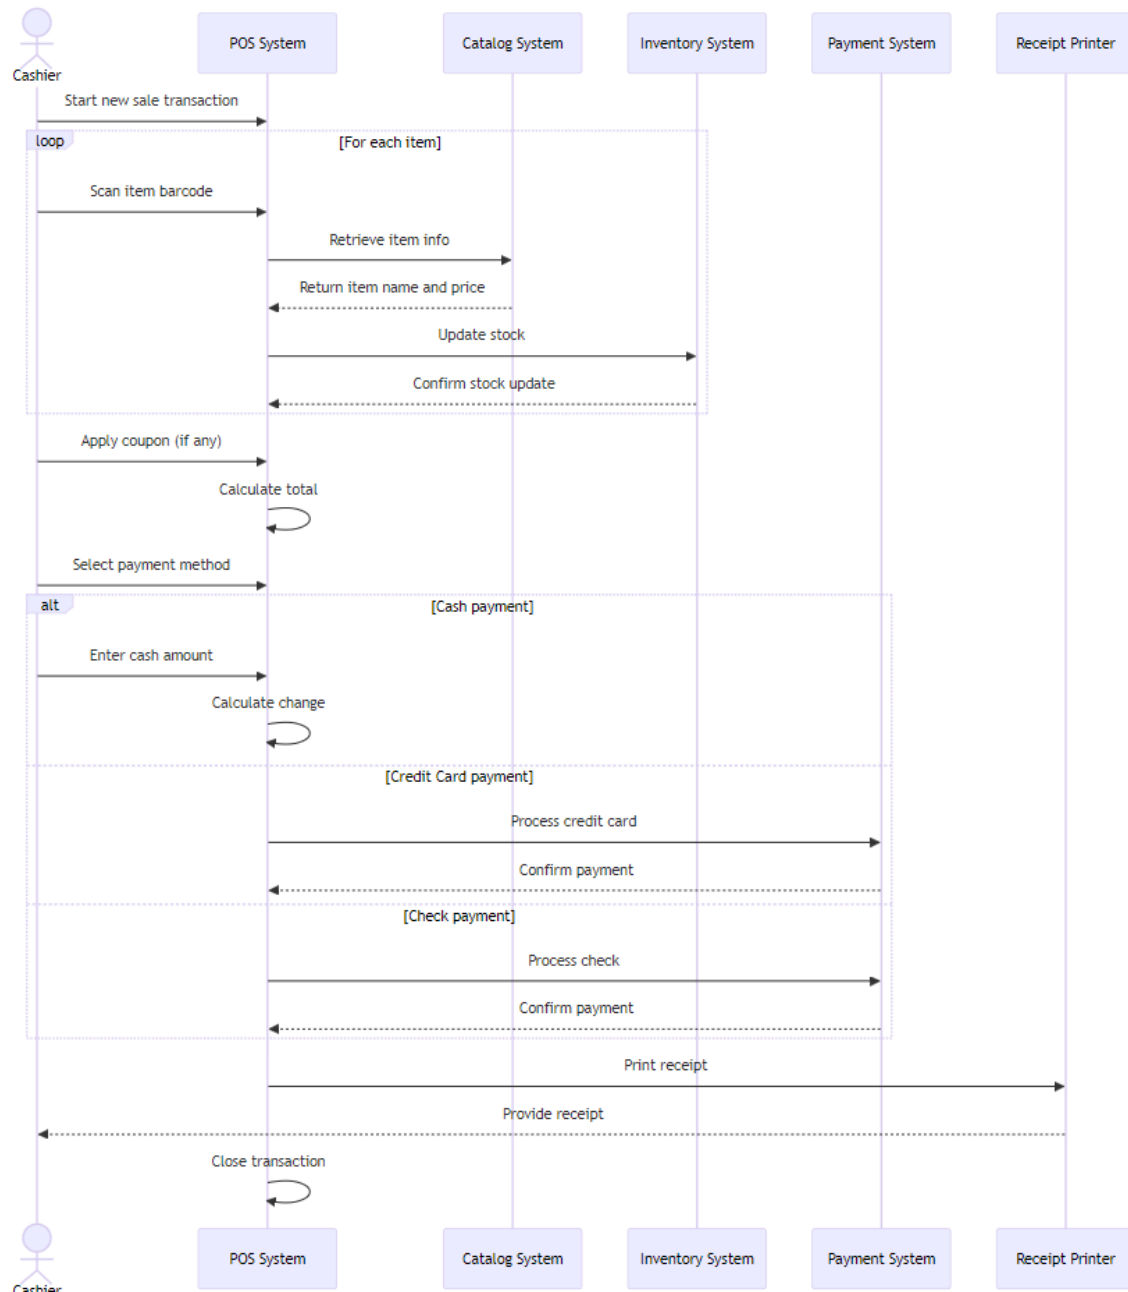 POS System
Catalog System
Inventory System
Payment System
Receipt Printer
Cashier
Start new sale transaction
loop
[For each item]
Scan item barcode
Retrieve item info
Return item name and price
Update stock
Confirm stock update
Apply coupon (if any)
Calculate total
Select payment method
alt
[Cash payment]
Enter cash amount
Calculate change
[Credit Card payment]
Process credit card
Confirm payment
[Check payment]
Process check
Confirm payment
Print receipt
Provide receipt
Close transaction
POS System
Catalog System
Inventory System
Payment System
Receipt Printer
Cashier